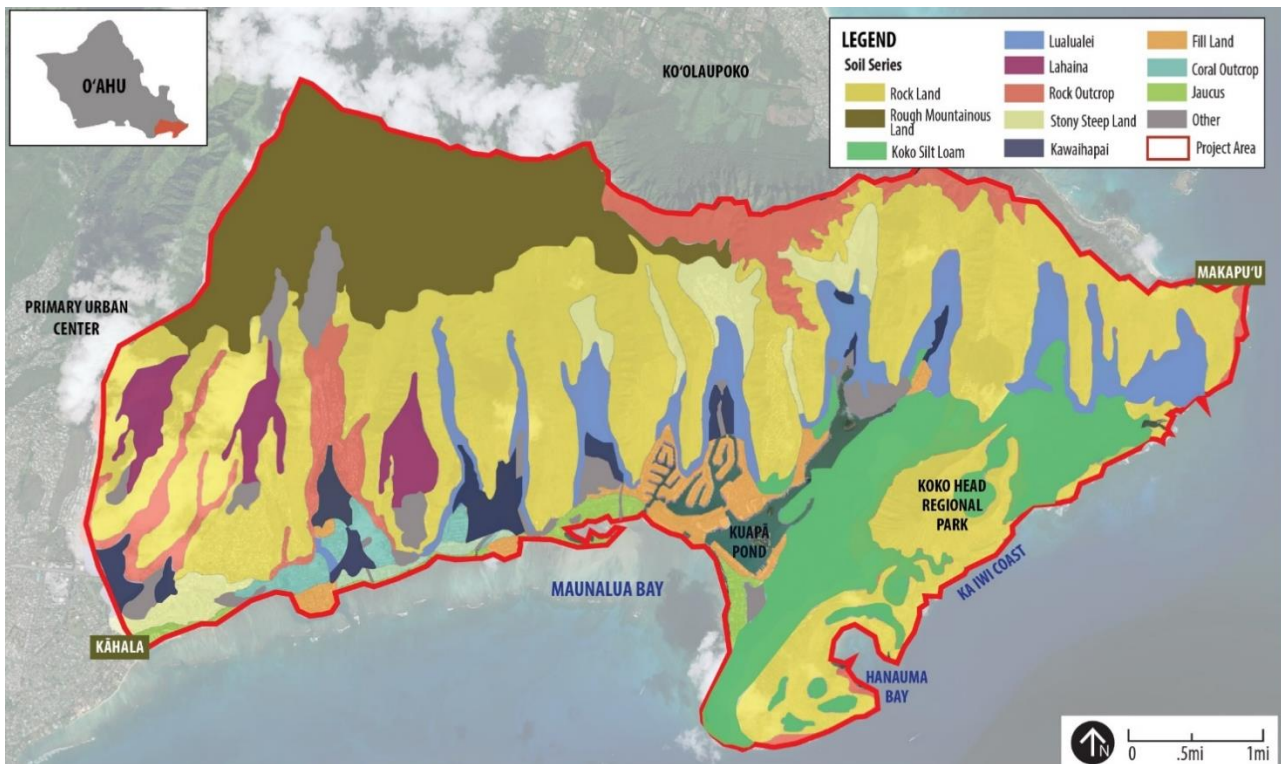 O‘AHU
KO‘OLAUPOKO
LEGEND
Soil Series
Rock Land
Rough Mountainous
Land
Koko Silt Loam
Lualualei
Lahaina
Rock Outcrop
Stony Steep Land
Kawaihapai
Fill Land
Coral Outcrop
Jaucus
Other
Project Area
MAKAPU‘U
PRIMARY URBAN
CENTER
KOKO HEAD
REGIONAL
PARK
KUAPĀ
POND
MAUNALUA BAY
KA IWI COAST
KĀHALA
HANAUMA
BAY
N
0 .5mi 1mi